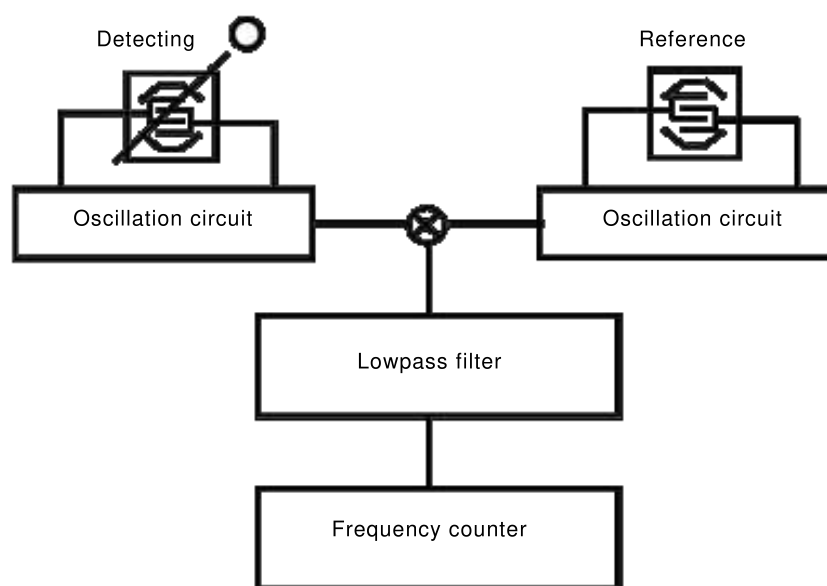 Detecting
Reference
Oscillation circuit
Oscillation circuit
Lowpass filter
Frequency counter